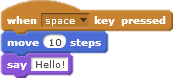 when space key pressed
move 10 steps
say Hello!